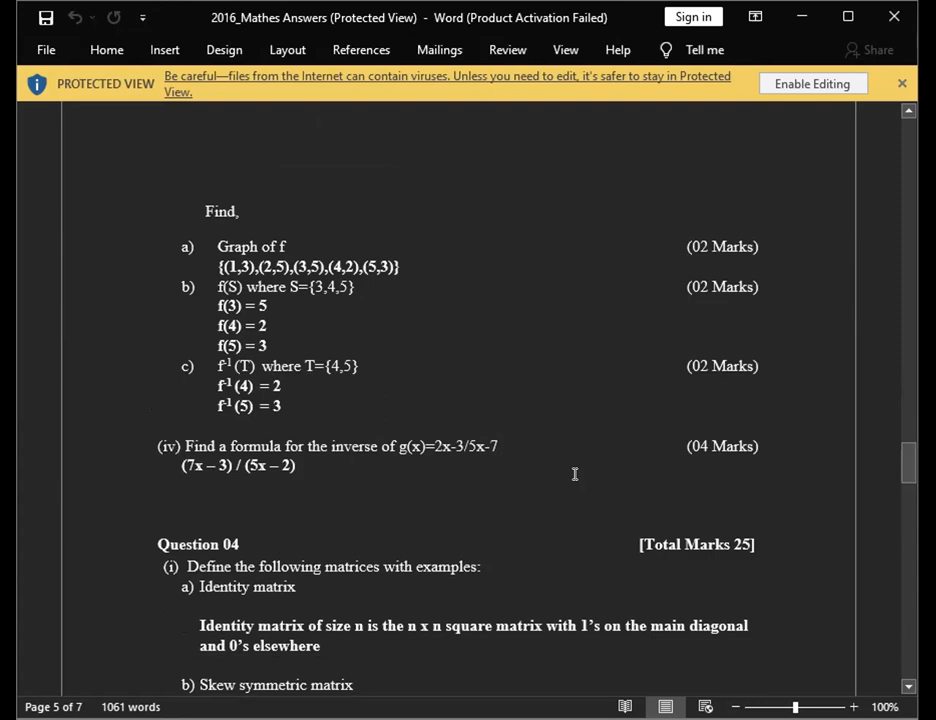 2016_Mathes Answers (Protected View) - Word (Product Activation Failed)
Sign in
File Home Insert Design Layout References Mailings Review View Help Tell me Share
PROTECTED VIEW Be careful—files from the Internet can contain viruses. Unless you need to edit, it's safer to stay in Protected View. Enable Editing
Find,
a) Graph of f (02 Marks)
{(1,3),(2,5),(3,5),(4,2),(5,3)}
b) f(S) where S={3,4,5} (02 Marks)
f(3) = 5
f(4) = 2
f(5) = 3
c) f-1 (T) where T={4,5} (02 Marks)
f-1 (4) = 2
f-1 (5) = 3
(iv) Find a formula for the inverse of g(x)=2x-3/5x-7 (04 Marks)
(7x – 3) / (5x – 2)
Question 04 [Total Marks 25]
(i) Define the following matrices with examples:
a) Identity matrix
Identity matrix of size n is the n x n square matrix with 1’s on the main diagonal
and 0’s elsewhere
b) Skew symmetric matrix
Page 5 of 7 1061 words 100%